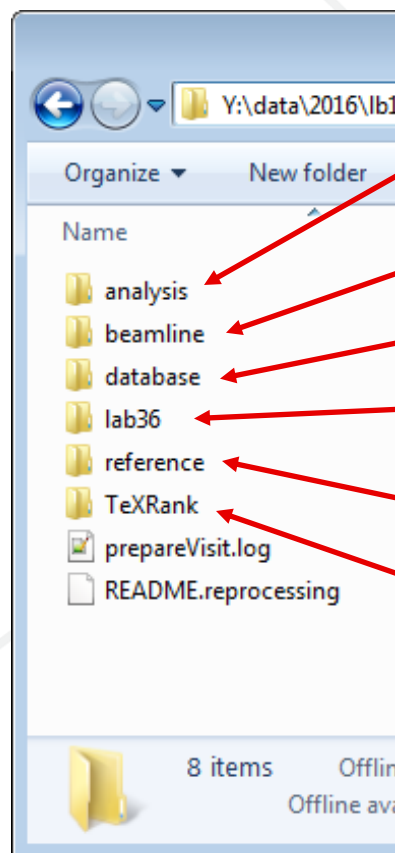 Y:\data\2016\lb1
Organize New folder
Name
analysis
beamline
database
lab36
reference
TeXRank
prepareVisit.log
README.reprocessing
8 items Offlin
Offline ava